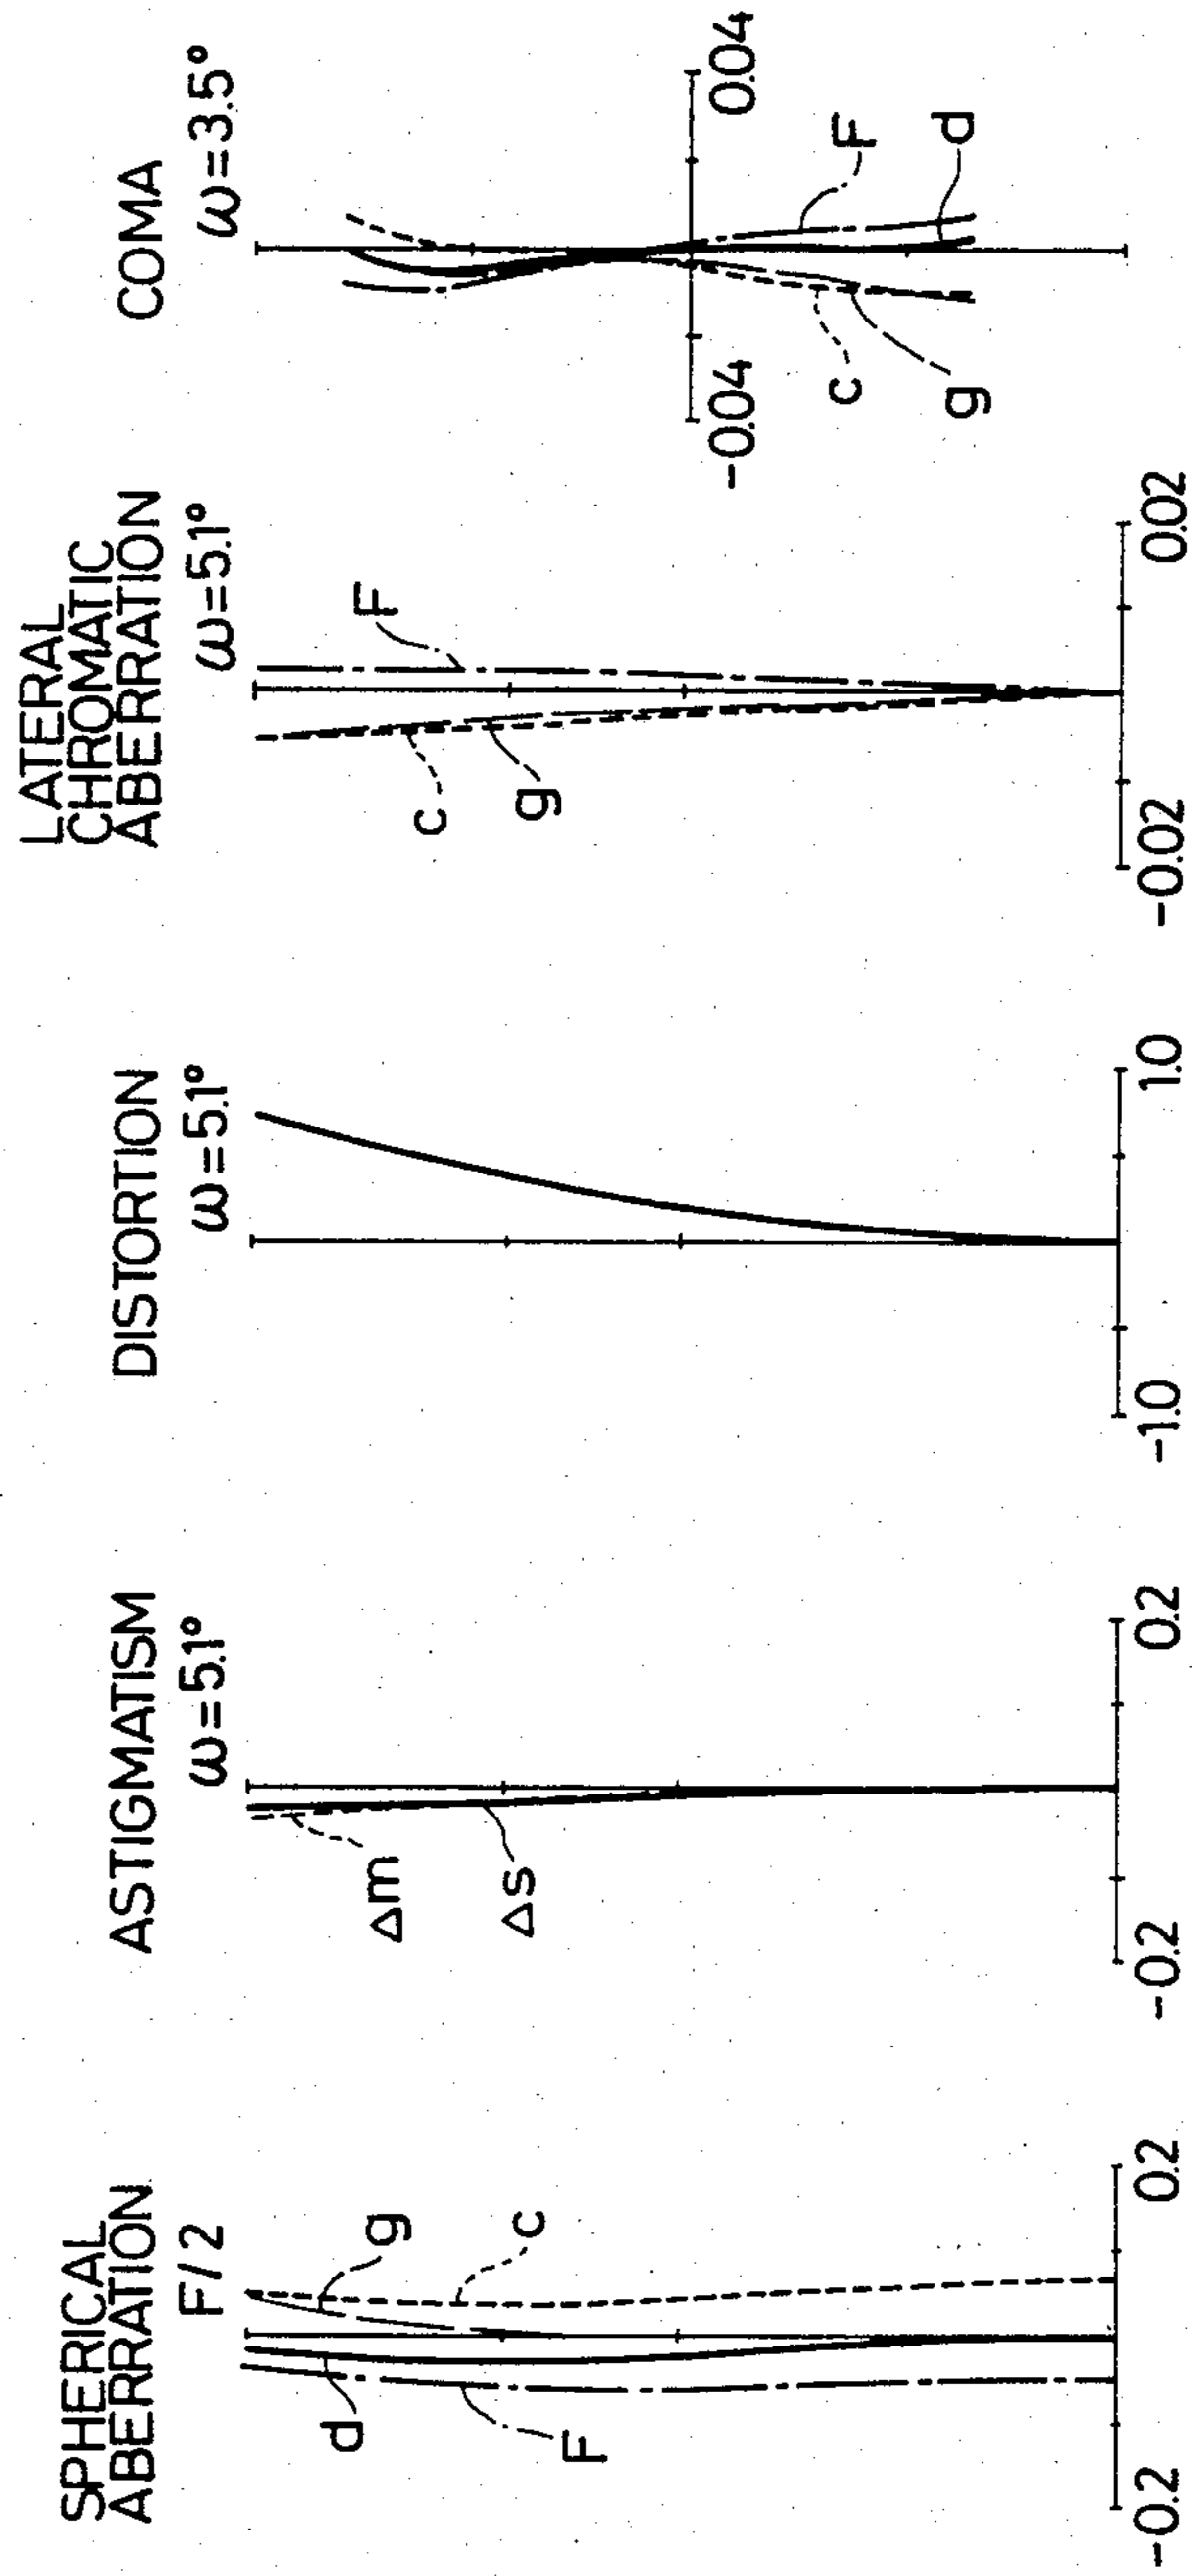 SPHERICAL
ABERRATION
F/2
g
c
d
F
-0.2
0.2
ASTIGMATISM
ω=5.1°
Δm
Δs
-0.2
0.2
DISTORTION
ω=5.1°
-1.0
1.0
LATERAL
CHROMATIC
ABERRATION
ω=5.1°
F
c
g
-0.02
0.02
COMA
ω=3.5°
-0.04
0.04
F
d
c
g